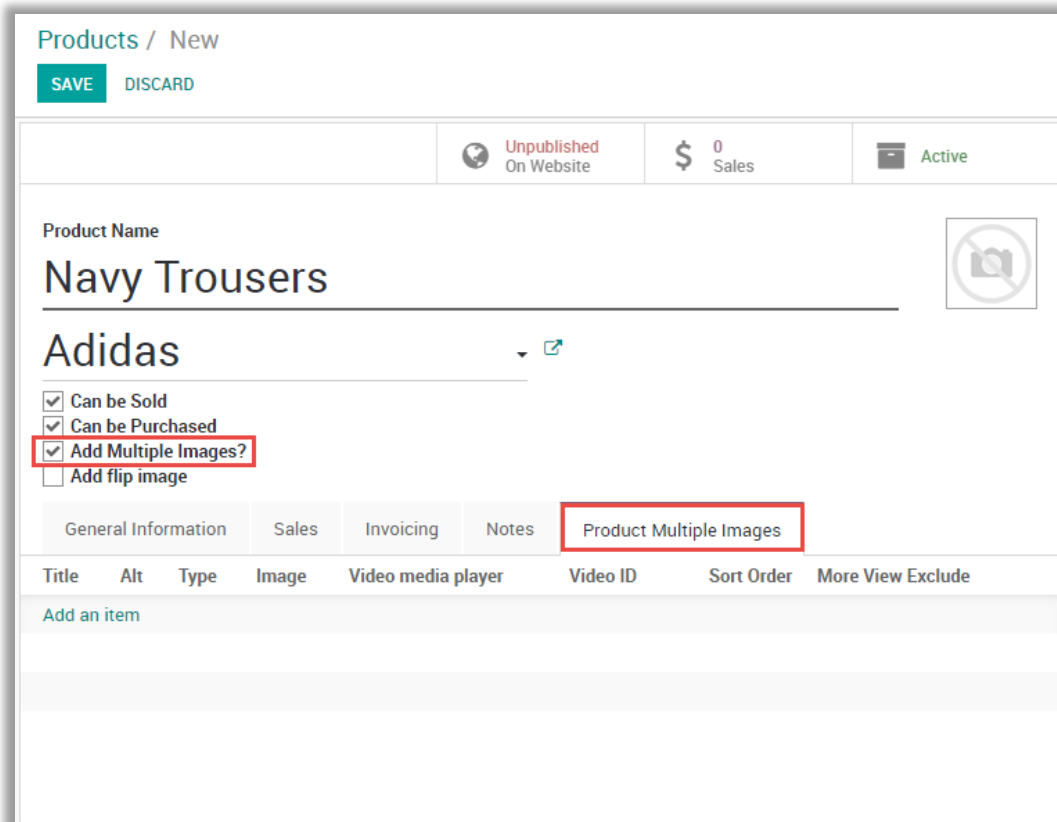 Products / New
SAVE DISCARD
Unpublished
On Website
$ 0
Sales
Active
Product Name
Navy Trousers
Adidas
Can be Sold
Can be Purchased
Add Multiple Images?
Add flip image
General Information Sales Invoicing Notes Product Multiple Images
Title Alt Type Image Video media player Video ID Sort Order More View Exclude
Add an item